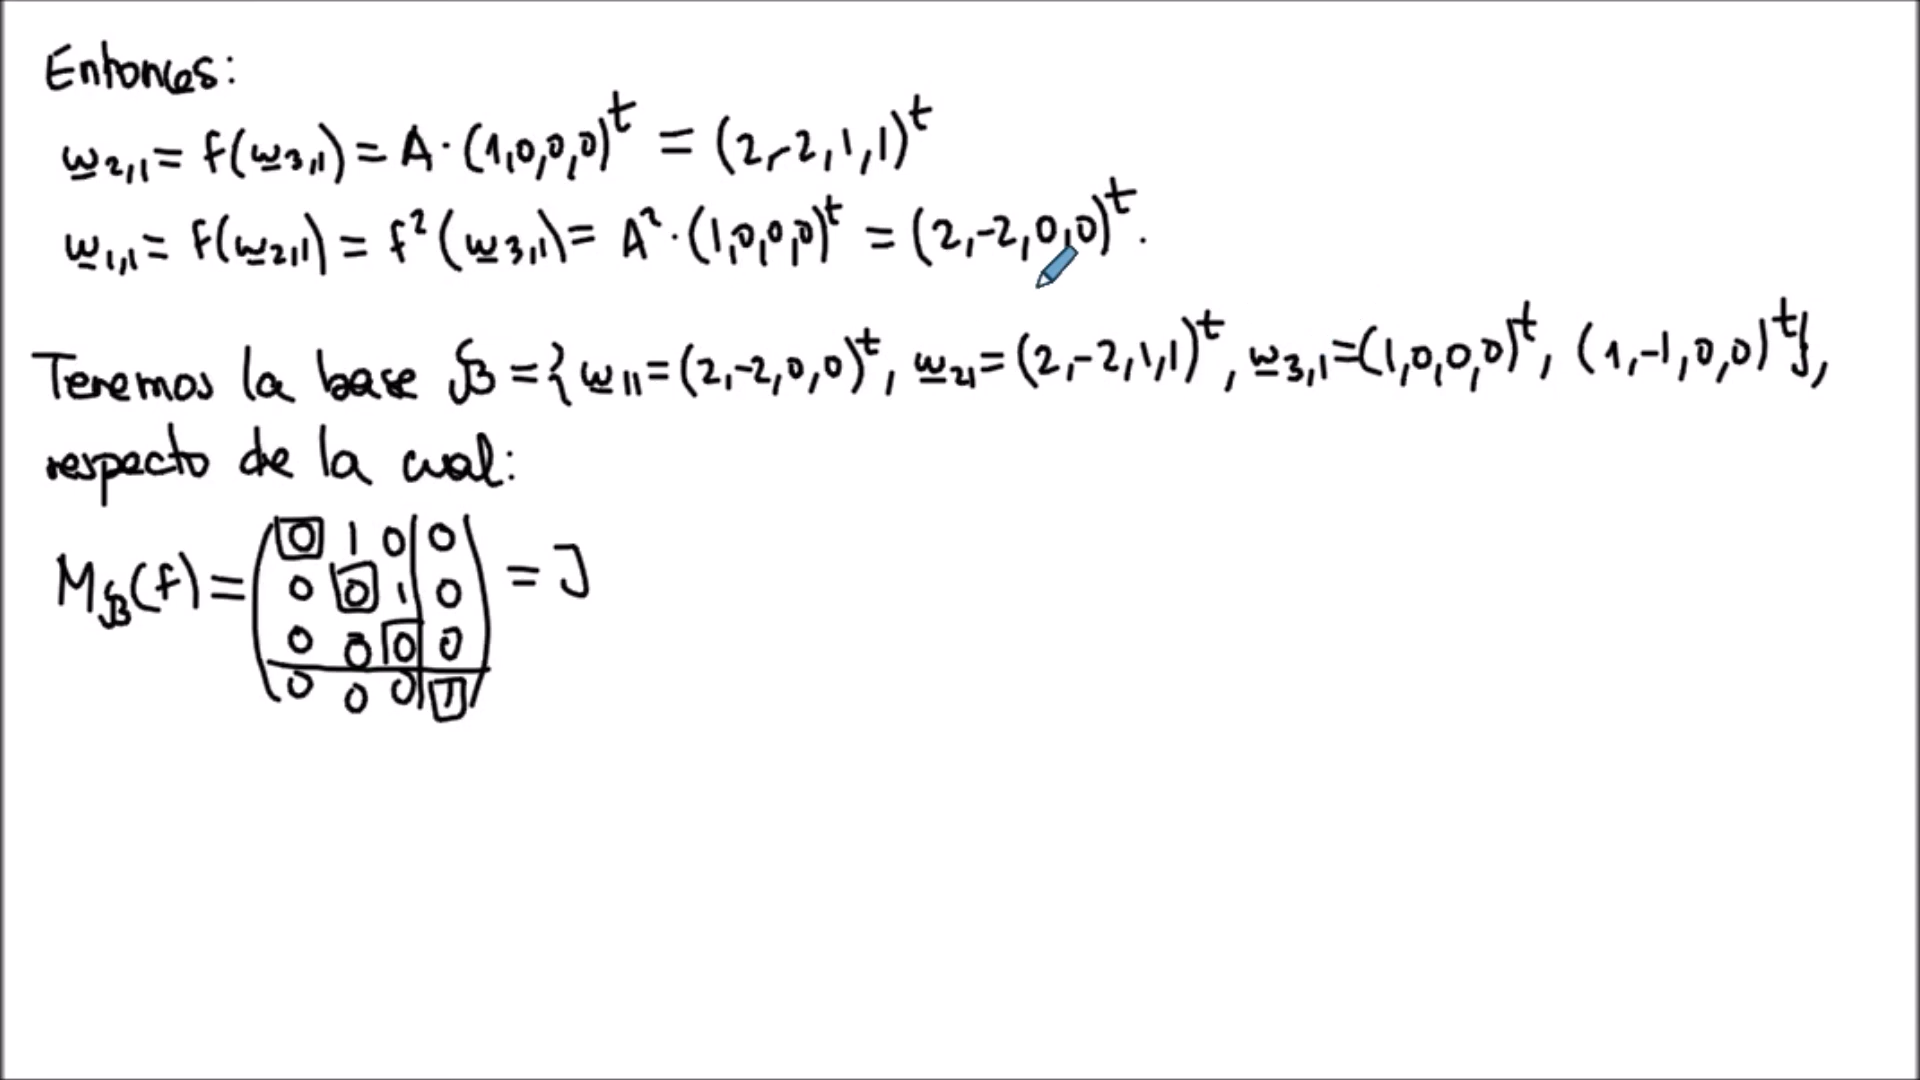 Entonces:
w₂,₁ = f(w₃,₁) = A·(1,0,0,0)ᵗ = (2,-2,1,1)ᵗ
w₁,₁ = f(w₂,₁) = f²(w₃,₁) = A²·(1,0,0,0)ᵗ = (2,-2,0,0)ᵗ.
Tenemos la base B = { w₁₁ = (2,-2,0,0)ᵗ, w₂₁ = (2,-2,1,1)ᵗ, w₃,₁ = (1,0,0,0)ᵗ, (1,-1,0,0)ᵗ},
respecto de la cual:
0 1 0 | 0
0 0 1 | 0
M_B(f) = ( ) = J
0 0 0 | 0
0 0 0 | 1